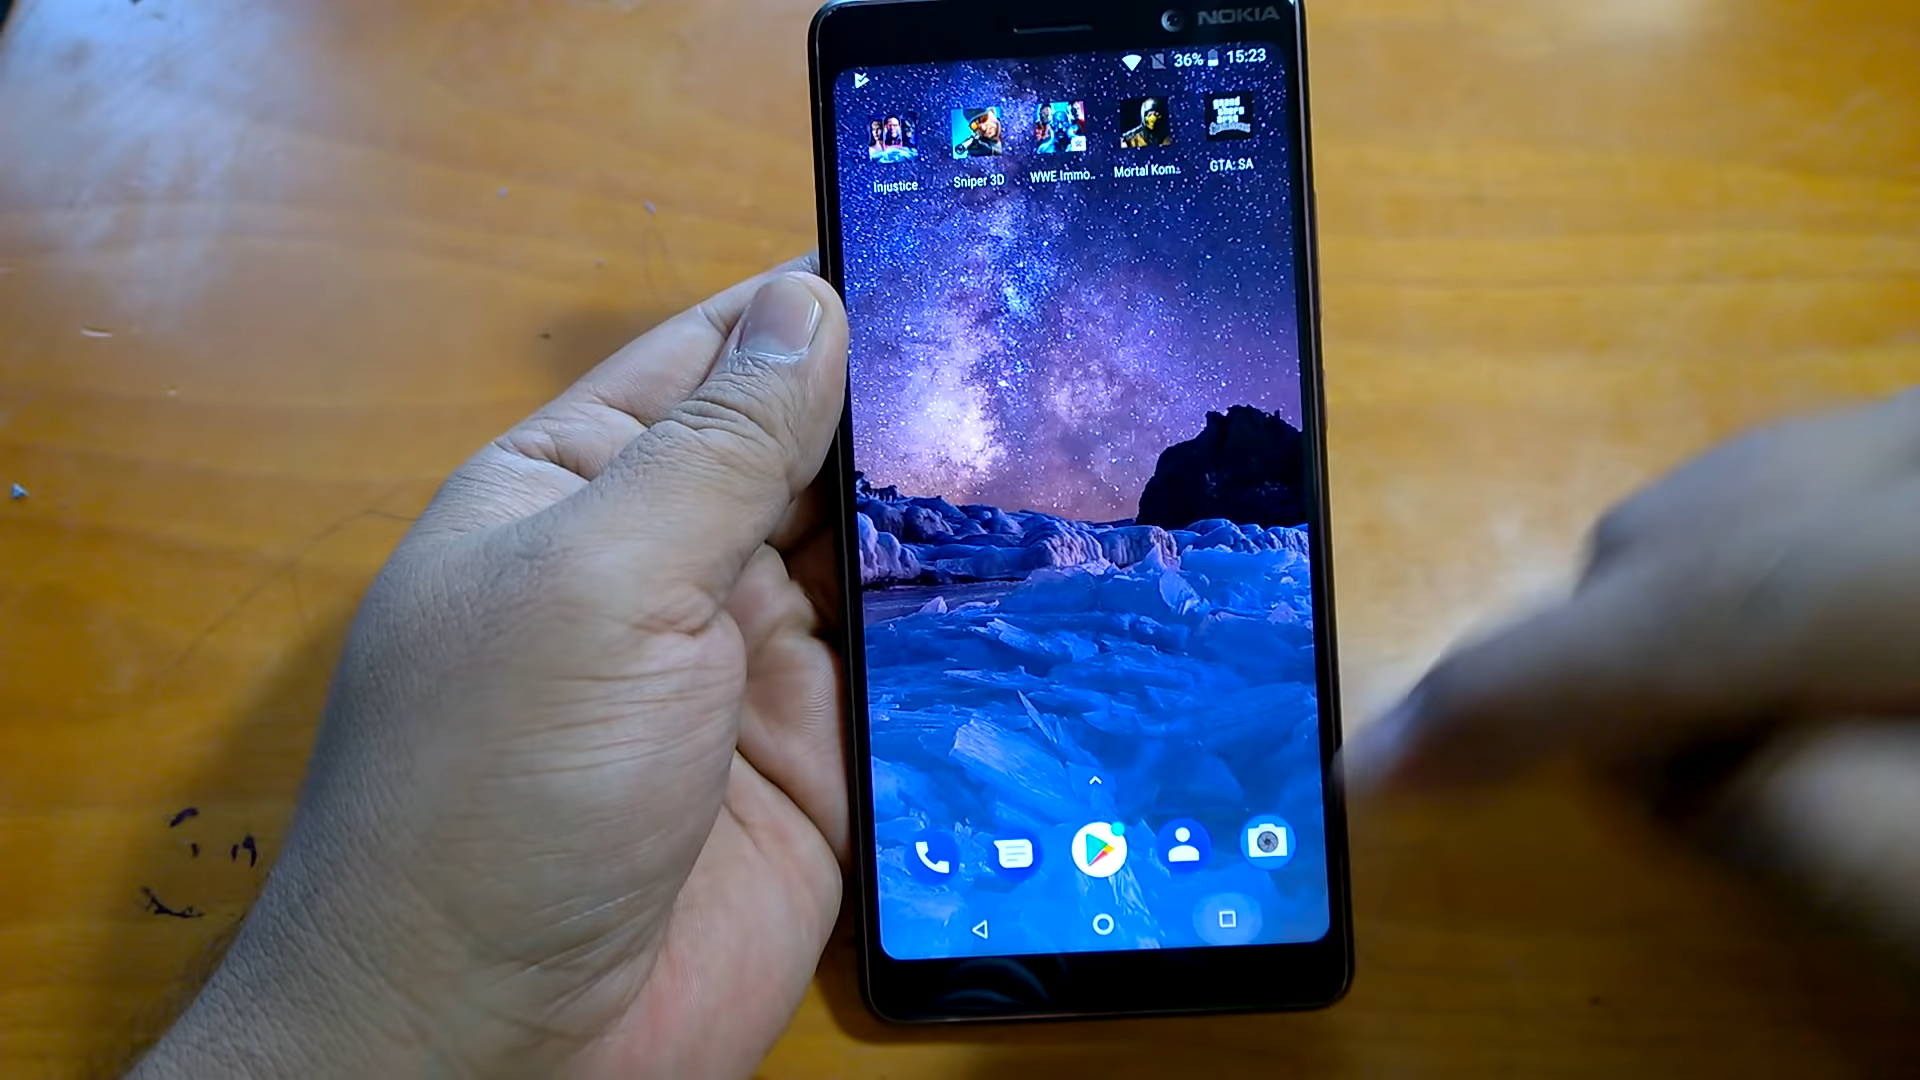 NOKIA
36% 15:23
Injustice Sniper 3D WWE Immo.. Mortal Kom.. GTA: SA